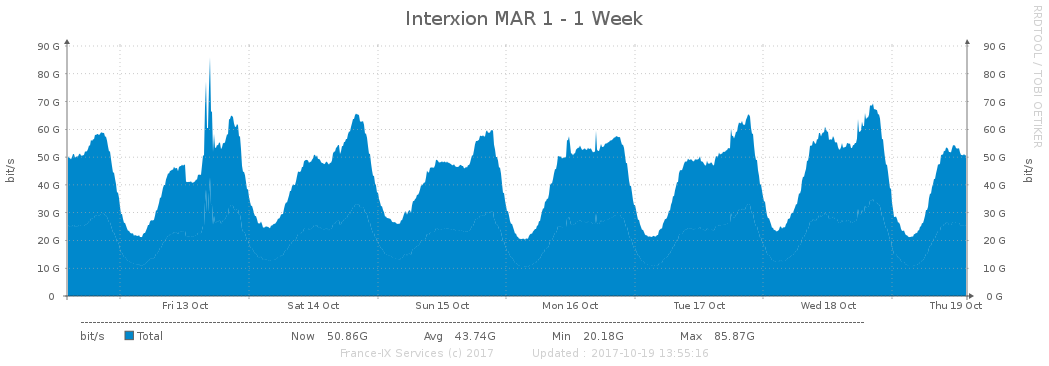 Interxion MAR 1 - 1 Week
RRDTOOL / TOBI OETIKER
90 G 90 G
80 G 80 G
70 G 70 G
60 G 60 G
50 G 50 G
40 G 40 G
30 G 30 G
20 G 20 G
10 G 10 G
0 0 G
bit/s bit/s
Fri 13 Oct Sat 14 Oct Sun 15 Oct Mon 16 Oct Tue 17 Oct Wed 18 Oct Thu 19 Oct
bit/s Total Now 50.86G Avg 43.74G Min 20.18G Max 85.87G
France-IX Services (c) 2017 Updated : 2017-10-19 13:55:16